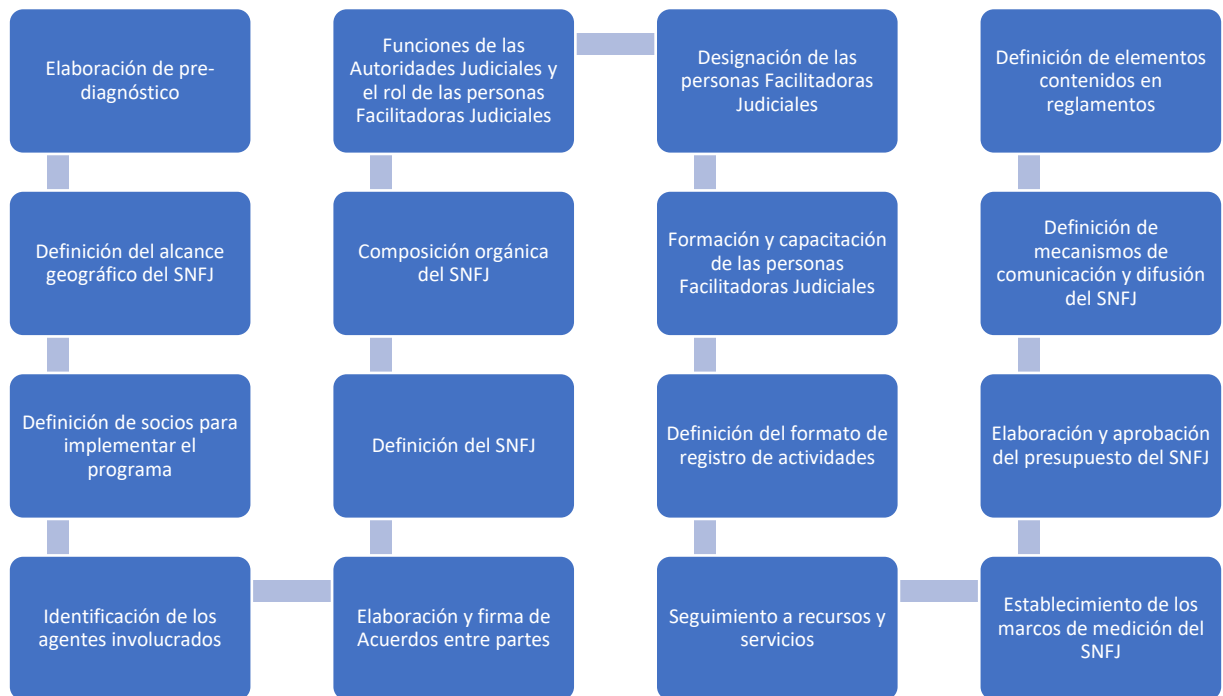 Elaboración de pre-
diagnóstico
Definición del alcance
geográfico del SNFJ
Definición de socios para
implementar el
programa
Identificación de los
agentes involucrados
Elaboración y firma de
Acuerdos entre partes
Definición del SNFJ
Composición orgánica
del SNFJ
Funciones de las
Autoridades Judiciales y
el rol de las personas
Facilitadoras Judiciales
Designación de las
personas Facilitadoras
Judiciales
Formación y capacitación
de las personas
Facilitadoras Judiciales
Definición del formato de
registro de actividades
Seguimiento a recursos y
servicios
Establecimiento de los
marcos de medición del
SNFJ
Elaboración y aprobación
del presupuesto del SNFJ
Definición de
mecanismos de
comunicación y difusión
del SNFJ
Definición de elementos
contenidos en
reglamentos